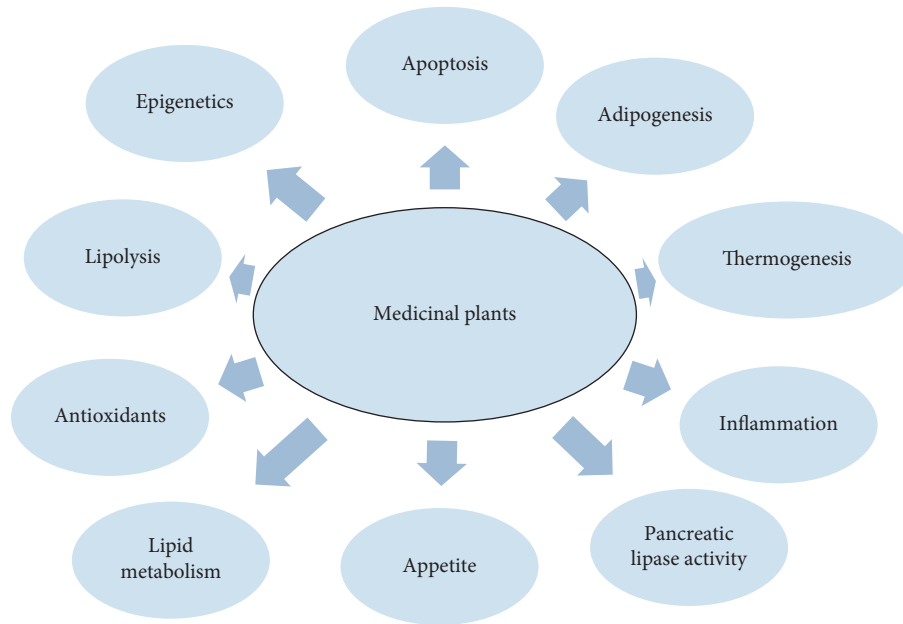 Apoptosis
Epigenetics
Adipogenesis
Lipolysis
Thermogenesis
Medicinal plants
Antioxidants
Inflammation
Lipid
metabolism
Appetite
Pancreatic
lipase activity